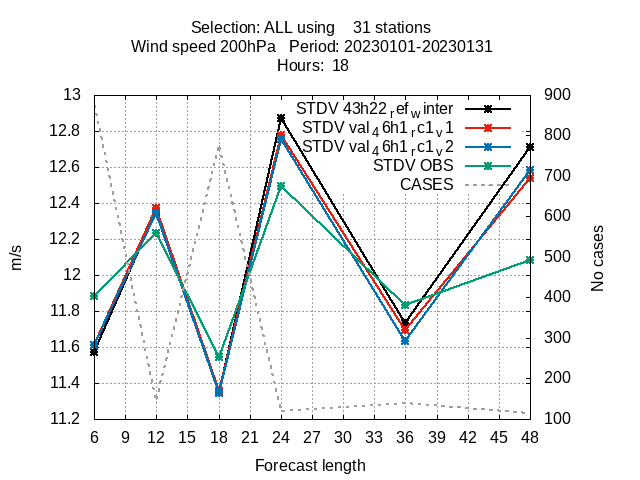 Selection: ALL using    31 stations
Wind speed 200hPa   Period: 20230101-20230131
Hours:  18
STDV 43h22refwinter
STDV val46h1rc1v1
STDV val46h1rc1v2
STDV OBS
CASES
13
12.8
12.6
12.4
12.2
12
11.8
11.6
11.4
11.2
m/s
900
800
700
600
500
400
300
200
100
No cases
6 9 12 15 18 21 24 27 30 33 36 39 42 45 48
Forecast length